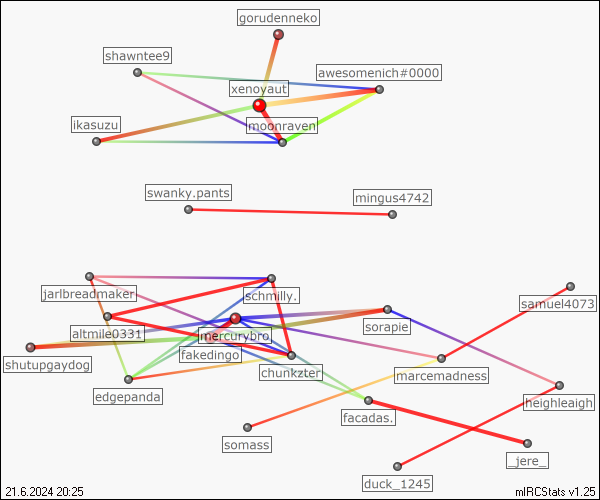 gorudenneko
shawntee9
awesomenich#0000
xenoyaut
ikasuzu
moonraven
swanky.pants
mingus4742
jarlbreadmaker
schmilly.
samuel4073
altmile0331
mercurybro.
sorapie
shutupgaydog
fakedingo
chunkzter
marcemadness
edgepanda
heighleaigh
facadas.
somass
_jere_
duck_1245
21.6.2024 20:25
mIRCStats v1.25